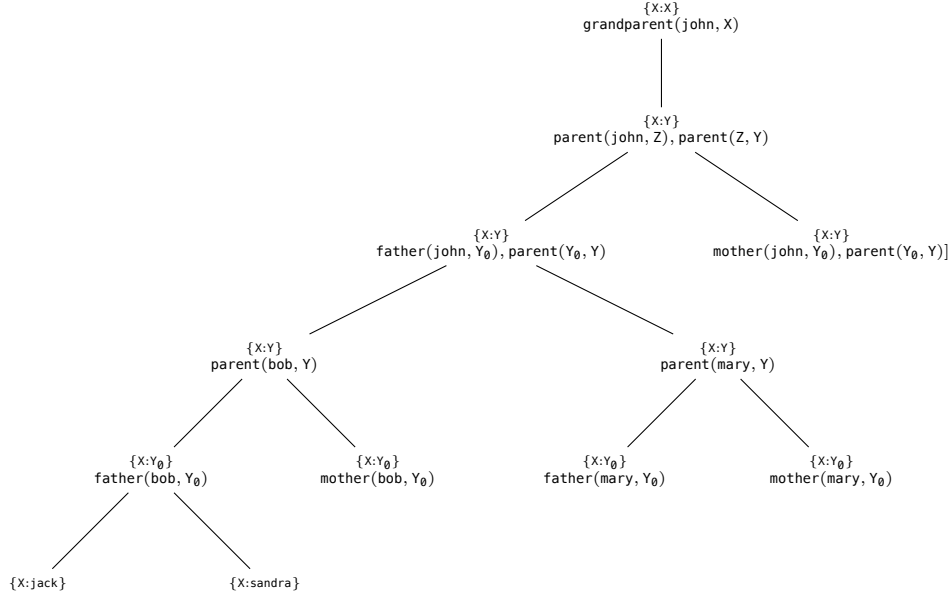 {X:X}
grandparent(john, X)
{X:Y}
parent(john, Z), parent(Z, Y)
{X:Y}
father(john, Y₀), parent(Y₀, Y)
{X:Y}
mother(john, Y₀), parent(Y₀, Y)]
{X:Y}
parent(bob, Y)
{X:Y}
parent(mary, Y)
{X:Y₀}
father(bob, Y₀)
{X:Y₀}
mother(bob, Y₀)
{X:Y₀}
father(mary, Y₀)
{X:Y₀}
mother(mary, Y₀)
{X:jack}
{X:sandra}